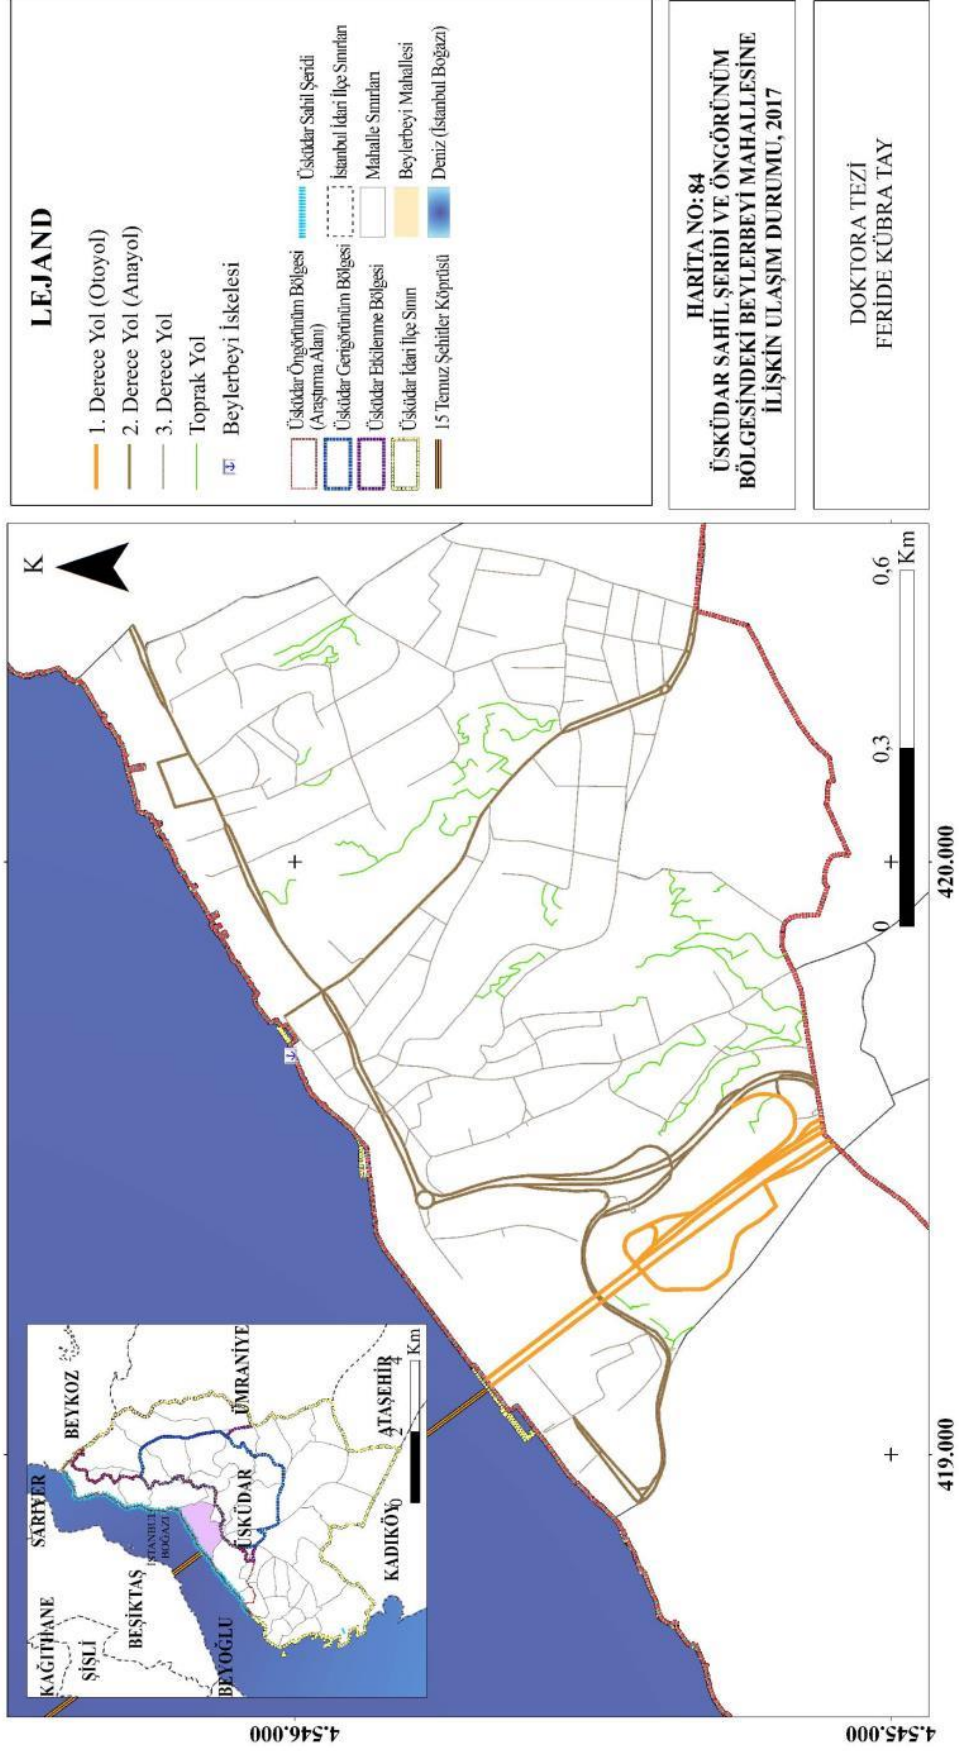 K
SARIYER
KAĞITHANE
BEYKOZ
ŞİŞLİ
İSTANBUL
BOĞAZI
BEŞİKTAŞ
ÜMRANİYE
ÜSKÜDAR
BEYOĞLU
ATAŞEHİR
KADIKÖY
0 2 4
Km
4.546.000
4.545.000
419.000
420.000
0 0,3 0,6
Km
LEJAND
1. Derece Yol (Otoyol)
2. Derece Yol (Anayol)
3. Derece Yol
Toprak Yol
Beylerbeyi İskelesi
Üsküdar Öngörünüm Bölgesi
(Araştırma Alanı)
Üsküdar Gerigörünüm Bölgesi
Üsküdar Etkilenme Bölgesi
Üsküdar İdari İlçe Sınırı
15 Temuz Şehitler Köprüsü
Üsküdar Sahil Şeridi
İstanbul İdari İlçe Sınırları
Mahalle Sınırları
Beylerbeyi Mahallesi
Deniz (İstanbul Boğazı)
HARİTA NO:84
ÜSKÜDAR SAHİL ŞERİDİ VE ÖNGÖRÜNÜM
BÖLGESİNDEKİ BEYLERBEYİ MAHALLESİNE
İLİŞKİN ULAŞIM DURUMU, 2017
DOKTORA TEZİ
FERİDE KÜBRA TAY